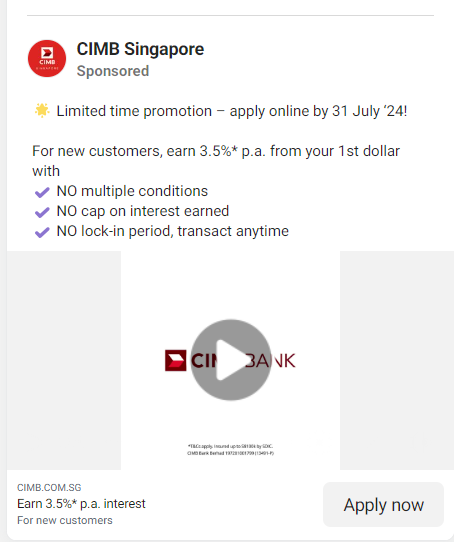 CIMB
CIMB Singapore
Sponsored
🌟 Limited time promotion – apply online by 31 July ‘24!
For new customers, earn 3.5%* p.a. from your 1st dollar
with
✔ NO multiple conditions
✔ NO cap on interest earned
✔ NO lock-in period, transact anytime
CIMB BANK
*T&Cs apply. Insured up to S$100k by SDIC.
CIMB Bank Berhad 197201001799 (13491-P)
CIMB.COM.SG
Earn 3.5%* p.a. interest
For new customers
Apply now